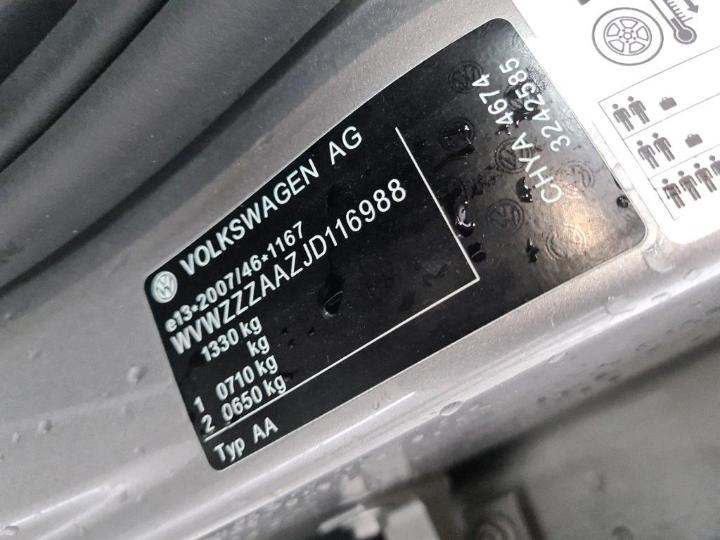 VOLKSWAGEN AG
e13*2007/46*1167
WVWZZZAAZJD116988
1330 kg
kg
1 0710 kg
2 0650 kg
Typ AA
CHYA 4674
3242585